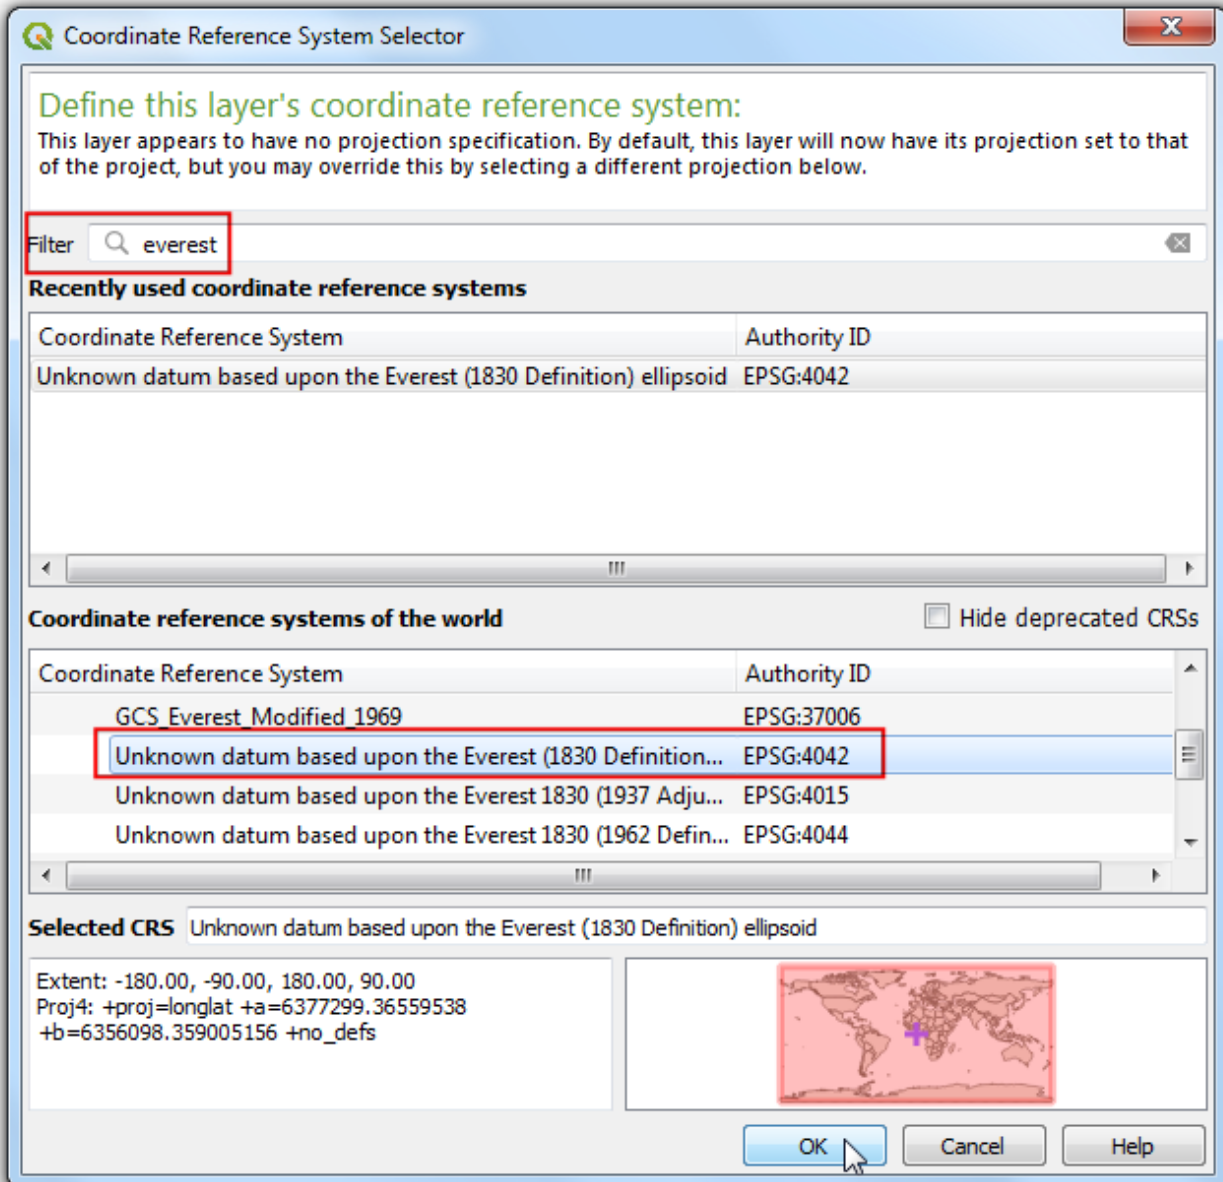 Coordinate Reference System Selector
Define this layer's coordinate reference system:
This layer appears to have no projection specification. By default, this layer will now have its projection set to that
of the project, but you may override this by selecting a different projection below.
Filter everest
Recently used coordinate reference systems
Coordinate Reference System Authority ID
Unknown datum based upon the Everest (1830 Definition) ellipsoid EPSG:4042
Coordinate reference systems of the world Hide deprecated CRSs
Coordinate Reference System Authority ID
GCS_Everest_Modified_1969 EPSG:37006
Unknown datum based upon the Everest (1830 Definition... EPSG:4042
Unknown datum based upon the Everest 1830 (1937 Adju... EPSG:4015
Unknown datum based upon the Everest 1830 (1962 Defin... EPSG:4044
Selected CRS Unknown datum based upon the Everest (1830 Definition) ellipsoid
Extent: -180.00, -90.00, 180.00, 90.00
Proj4: +proj=longlat +a=6377299.36559538
+b=6356098.359005156 +no_defs
OK Cancel Help